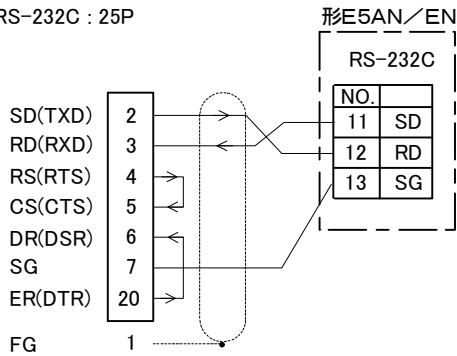 RS-232C : 25P
形E5AN／EN
RS-232C
NO.
11 SD
12 RD
13 SG
SD(TXD) 2
RD(RXD) 3
RS(RTS) 4
CS(CTS) 5
DR(DSR) 6
SG 7
ER(DTR) 20
FG 1